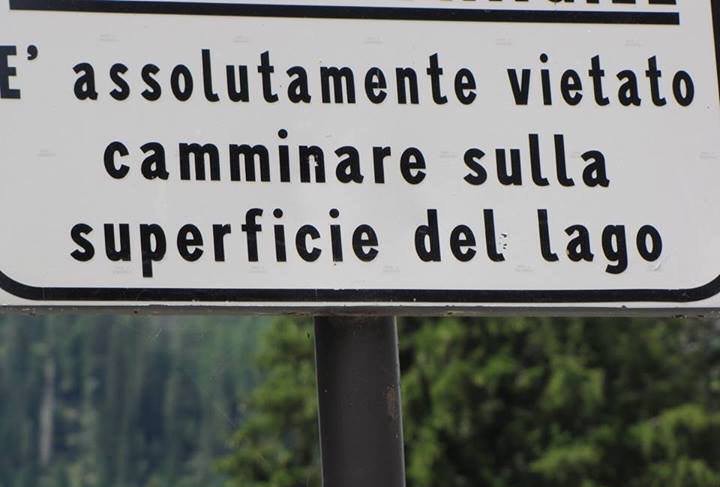 E' assolutamente vietato
camminare sulla
superficie del lago